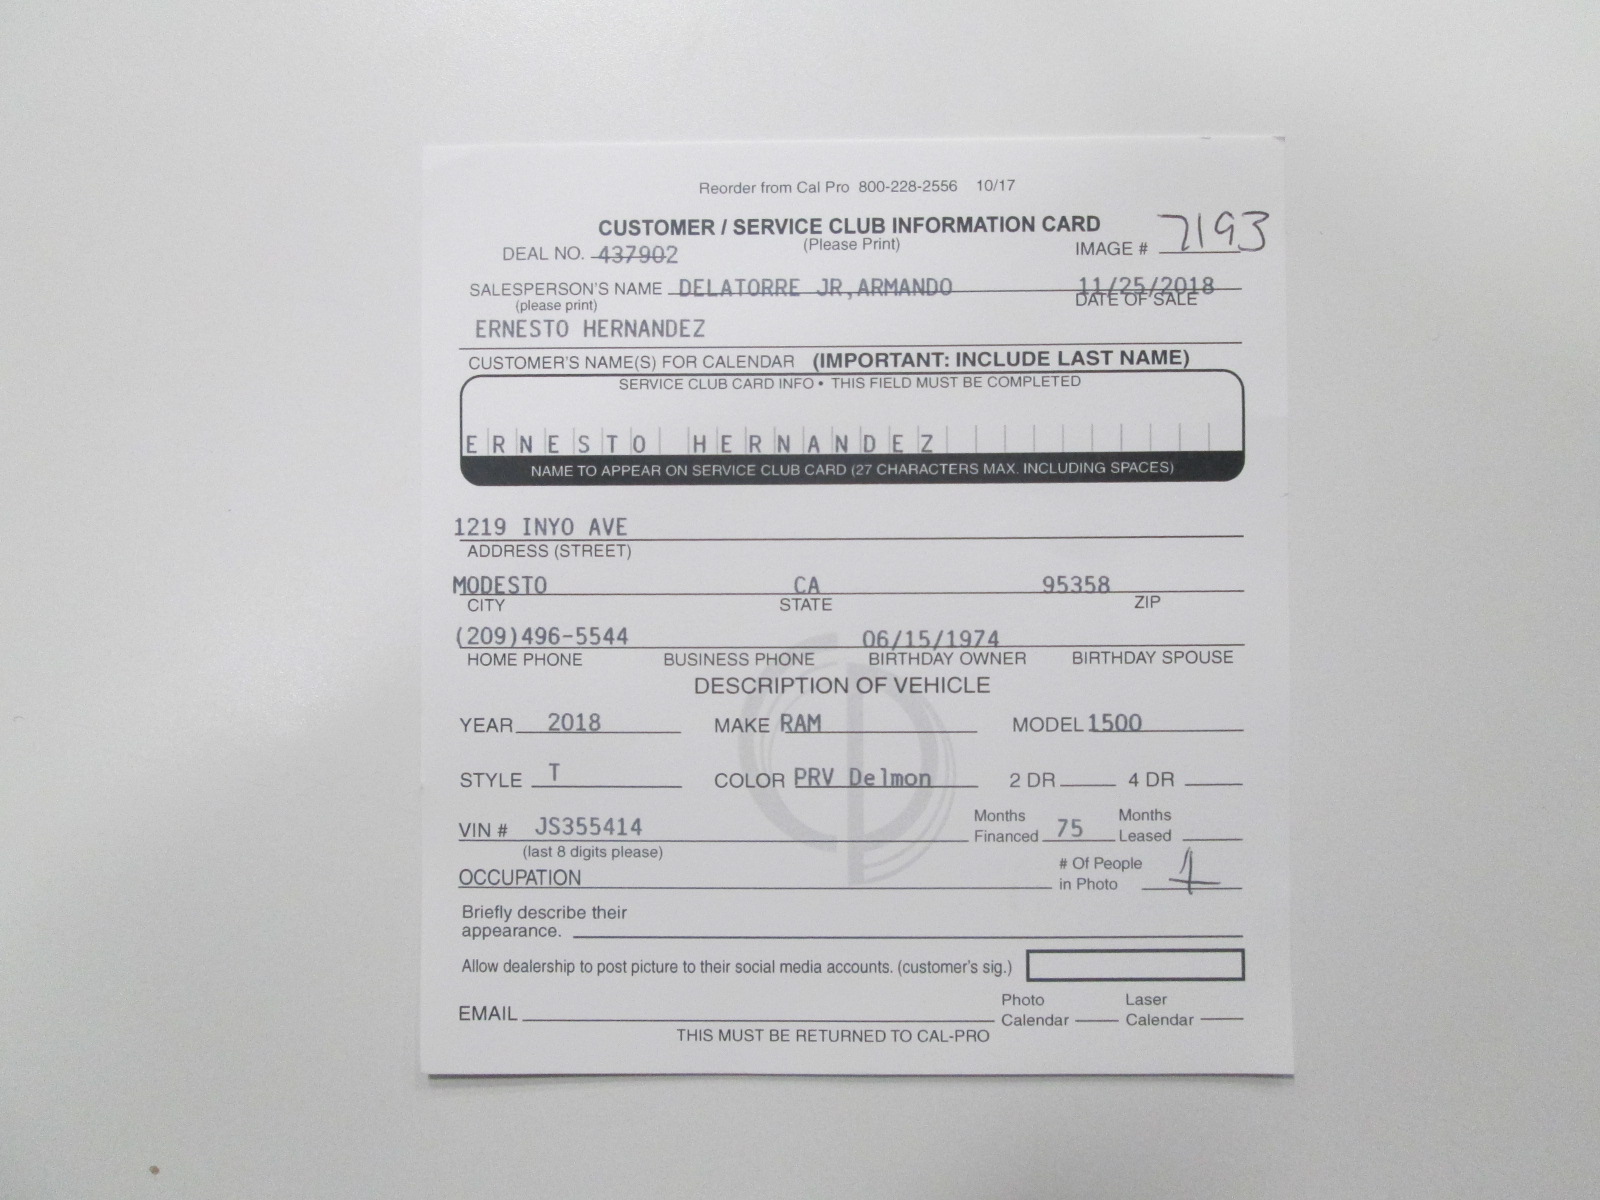 Reorder from Cal Pro 800-228-2556 10/17
CUSTOMER / SERVICE CLUB INFORMATION CARD
(Please Print)
DEAL NO. 437902
IMAGE # 7193
SALESPERSON'S NAME DELATORRE JR,ARMANDO 11/25/2018
(please print) DATE OF SALE
ERNESTO HERNANDEZ
CUSTOMER'S NAME(S) FOR CALENDAR (IMPORTANT: INCLUDE LAST NAME)
SERVICE CLUB CARD INFO • THIS FIELD MUST BE COMPLETED
ERNESTO HERNANDEZ
NAME TO APPEAR ON SERVICE CLUB CARD (27 CHARACTERS MAX. INCLUDING SPACES)
1219 INYO AVE
ADDRESS (STREET)
MODESTO CA 95358
CITY STATE ZIP
(209)496-5544 06/15/1974
HOME PHONE BUSINESS PHONE BIRTHDAY OWNER BIRTHDAY SPOUSE
DESCRIPTION OF VEHICLE
YEAR 2018 MAKE RAM MODEL 1500
STYLE T COLOR PRV Delmon 2 DR 4 DR
VIN # JS355414 Months Financed 75 Months Leased
(last 8 digits please)
OCCUPATION # Of People in Photo 1
Briefly describe their
appearance.
Allow dealership to post picture to their social media accounts. (customer's sig.)
EMAIL Photo Calendar Laser Calendar
THIS MUST BE RETURNED TO CAL-PRO